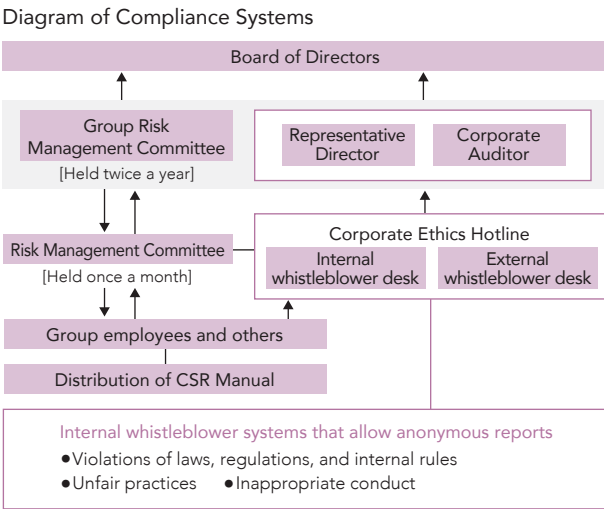 Diagram of Compliance Systems
Board of Directors
Group Risk
Management Committee
[Held twice a year]
Representative
Director
Corporate
Auditor
Risk Management Committee
[Held once a month]
Corporate Ethics Hotline
Internal
whistleblower desk
External
whistleblower desk
Group employees and others
Distribution of CSR Manual
Internal whistleblower systems that allow anonymous reports
●Violations of laws, regulations, and internal rules
●Unfair practices ●Inappropriate conduct